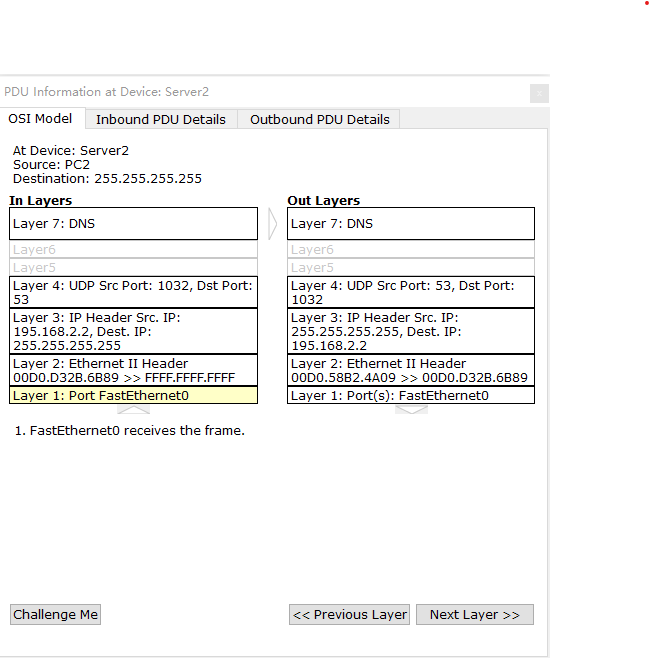 PDU Information at Device: Server2
OSI Model
Inbound PDU Details
Outbound PDU Details
At Device: Server2
Source: PC2
Destination: 255.255.255.255
In Layers
Layer 7: DNS
Layer6
Layer5
Layer 4: UDP Src Port: 1032, Dst Port:
53
Layer 3: IP Header Src. IP:
195.168.2.2, Dest. IP:
255.255.255.255
Layer 2: Ethernet II Header
00D0.D32B.6B89 >> FFFF.FFFF.FFFF
Layer 1: Port FastEthernet0
Out Layers
Layer 7: DNS
Layer6
Layer5
Layer 4: UDP Src Port: 53, Dst Port:
1032
Layer 3: IP Header Src. IP:
255.255.255.255, Dest. IP:
195.168.2.2
Layer 2: Ethernet II Header
00D0.58B2.4A09 >> 00D0.D32B.6B89
Layer 1: Port(s): FastEthernet0
1. FastEthernet0 receives the frame.
Challenge Me
<< Previous Layer
Next Layer >>